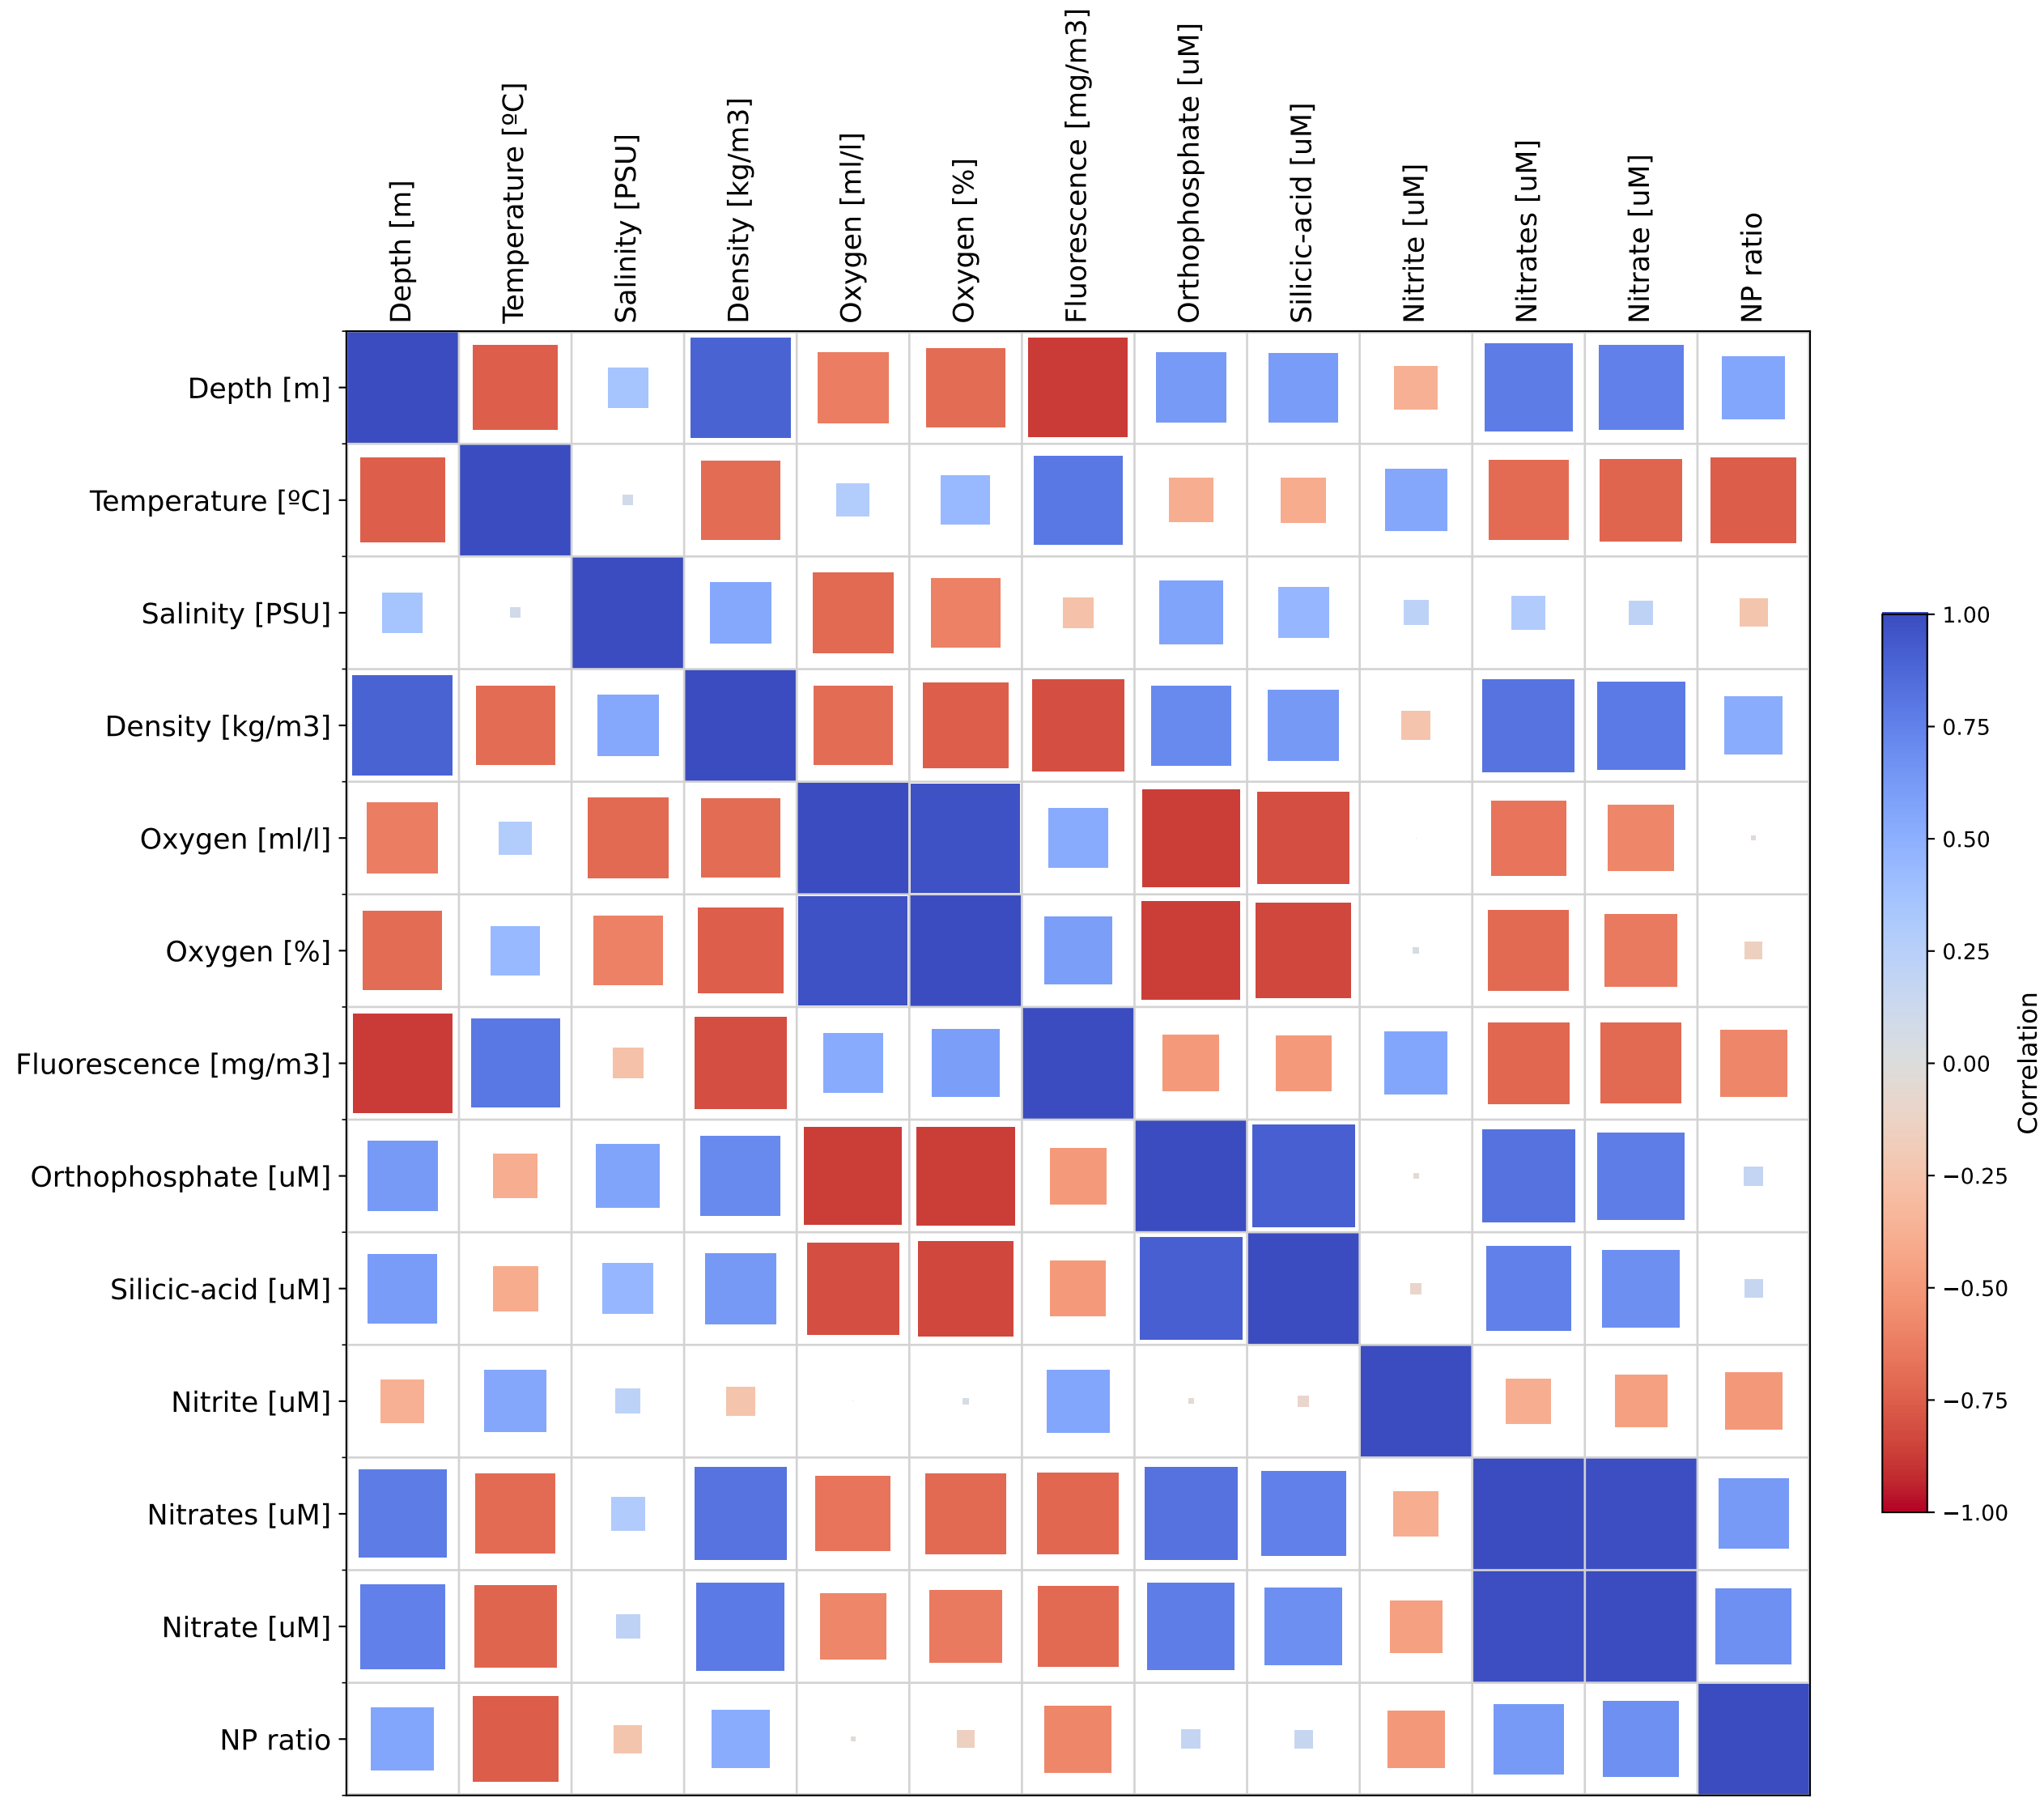 Depth [m]
Temperature [ºC]
Salinity [PSU]
Density [kg/m3]
Oxygen [ml/l]
Oxygen [%]
Fluorescence [mg/m3]
Orthophosphate [uM]
Silicic-acid [uM]
Nitrite [uM]
Nitrates [uM]
Nitrate [uM]
NP ratio
Depth [m]
Temperature [ºC]
Salinity [PSU]
Density [kg/m3]
Oxygen [ml/l]
Oxygen [%]
Fluorescence [mg/m3]
Orthophosphate [uM]
Silicic-acid [uM]
Nitrite [uM]
Nitrates [uM]
Nitrate [uM]
NP ratio
1.00
0.75
0.50
0.25
0.00
−0.25
−0.50
−0.75
−1.00
Correlation